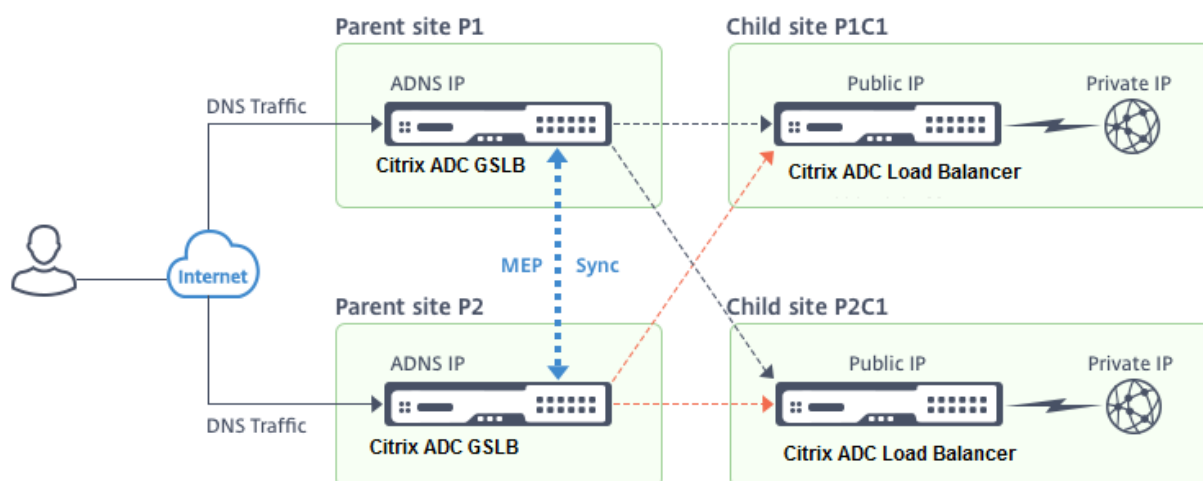 Parent site P1
Child site P1C1
ADNS IP
Public IP
Private IP
DNS Traffic
Citrix ADC GSLB
Citrix ADC Load Balancer
MEP Sync
Internet
Parent site P2
Child site P2C1
ADNS IP
Public IP
Private IP
DNS Traffic
Citrix ADC GSLB
Citrix ADC Load Balancer